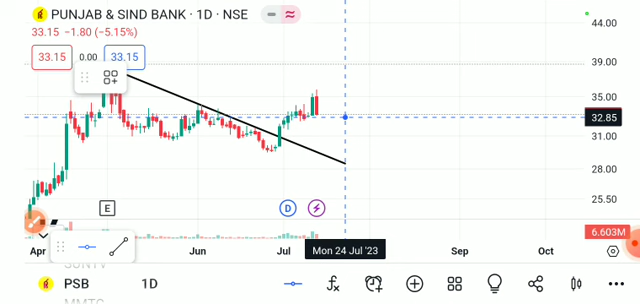 PUNJAB & SIND BANK · 1D · NSE
33.15 −1.80 (−5.15%)
33.15 0.00 33.15
44.00
39.00
35.00
32.85
31.00
28.00
25.50
E D
6.603M
Apr Jun Jul Mon 24 Jul '23 Sep Oct
PSB 1D